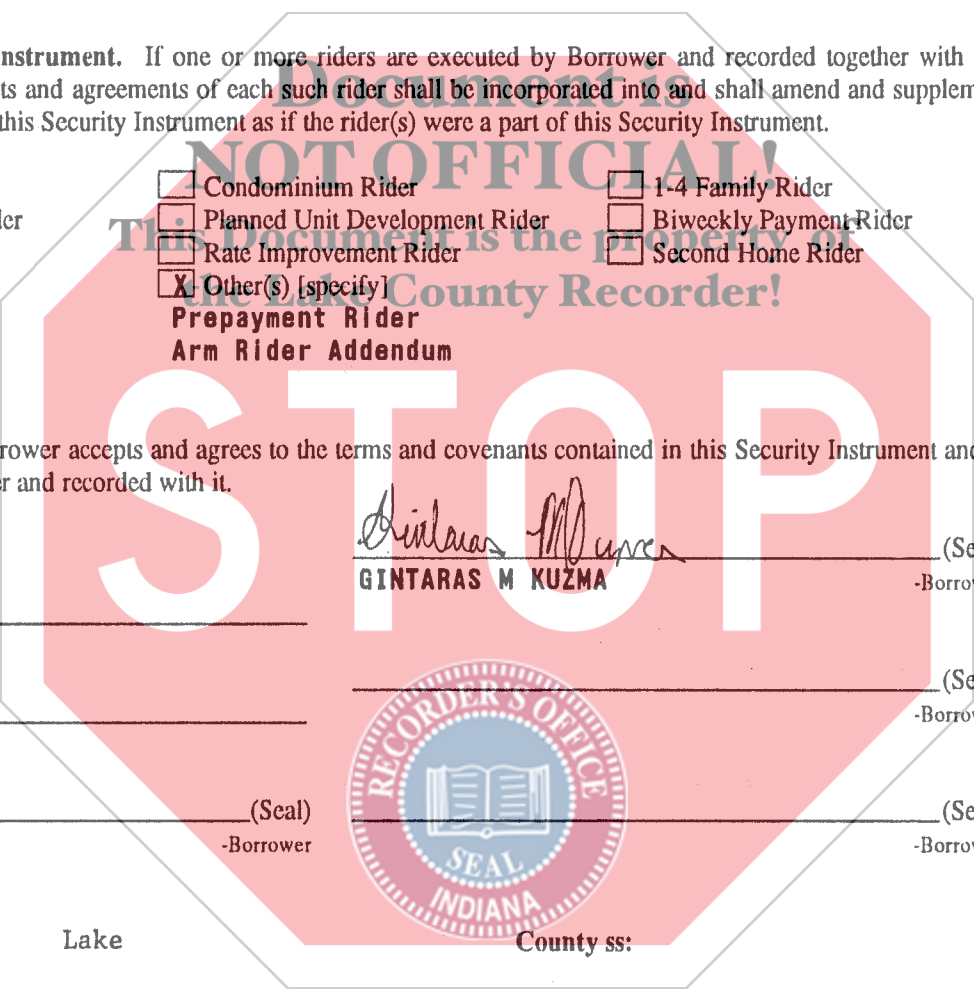 nstrument. If one or more riders are executed by Borrower and recorded together with
ts and agreements of each such rider shall be incorporated into and shall amend and supplem
this Security Instrument as if the rider(s) were a part of this Security Instrument.
Document is
NOT OFFICIAL!
This Document is the property of
the Lake County Recorder!
Condominium Rider
1-4 Family Rider
ler
Planned Unit Development Rider
Biweekly Payment Rider
Rate Improvement Rider
Second Home Rider
X Other(s) [specify]
Prepayment Rider
Arm Rider Addendum
STOP
rower accepts and agrees to the terms and covenants contained in this Security Instrument and
r and recorded with it.
(Se
GINTARAS M KUZMA
-Borrow
(Se
-Borrow
RECORDER'S OFFICE
SEAL
INDIANA
(Seal)
(Se
-Borrower
-Borrow
Lake County ss: